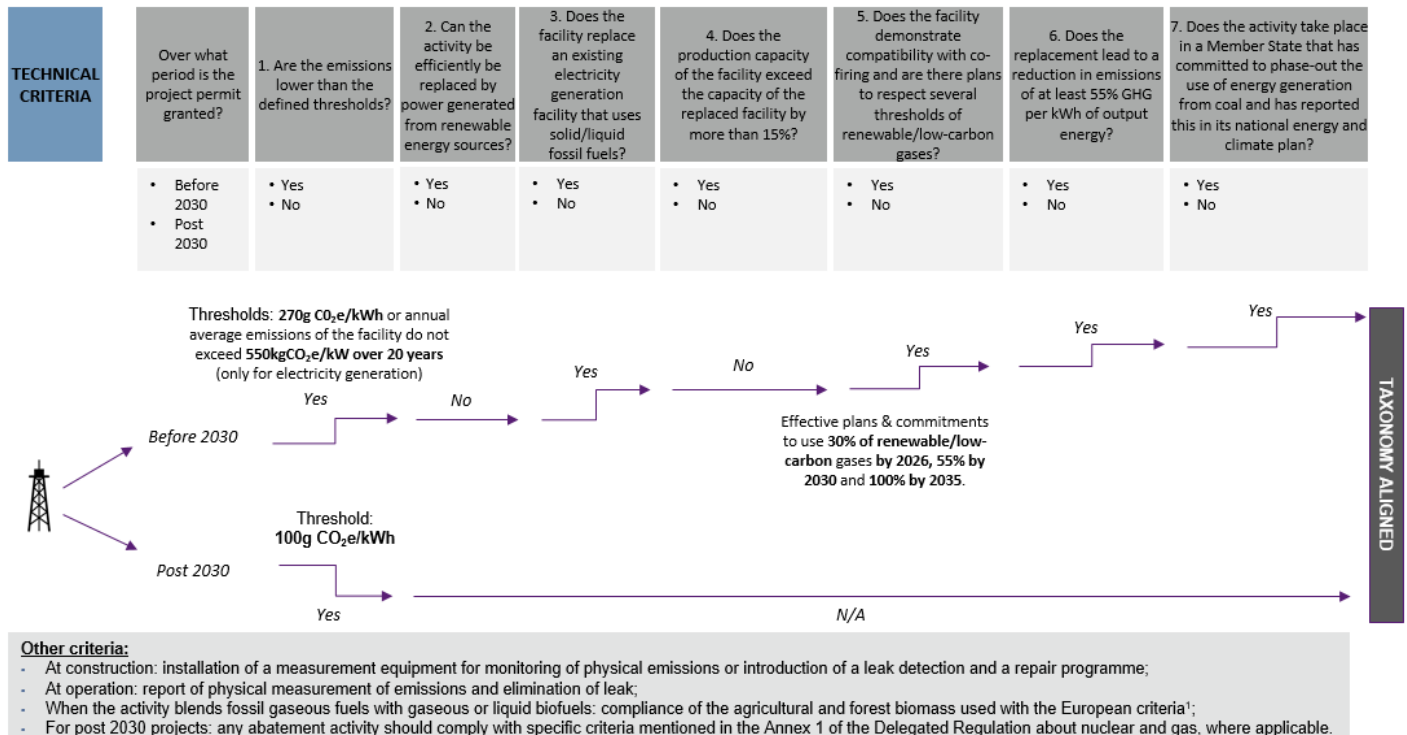 TECHNICAL
CRITERIA
Over what
period is the
project permit
granted?
1. Are the emissions
lower than the
defined thresholds?
2. Can the
activity be
efficiently be
replaced by
power generated
from renewable
energy sources?
3. Does the
facility replace
an existing
electricity
generation
facility that uses
solid/liquid
fossil fuels?
4. Does the
production capacity
of the facility exceed
the capacity of the
replaced facility by
more than 15%?
5. Does the facility
demonstrate
compatibility with co-
firing and are there plans
to respect several
thresholds of
renewable/low-carbon
gases?
6. Does the
replacement lead to a
reduction in emissions
of at least 55% GHG
per kWh of output
energy?
7. Does the activity take place
in a Member State that has
committed to phase-out the
use of energy generation
from coal and has reported
this in its national energy and
climate plan?
• Before
2030
• Post
2030
• Yes
• No
• Yes
• No
• Yes
• No
• Yes
• No
• Yes
• No
• Yes
• No
• Yes
• No
Thresholds: 270g C0₂e/kWh or annual
average emissions of the facility do not
exceed 550kgCO₂e/kW over 20 years
(only for electricity generation)
Before 2030
Yes
No
Yes
No
Yes
Yes
Yes
Effective plans & commitments
to use 30% of renewable/low-
carbon gases by 2026, 55% by
2030 and 100% by 2035.
Threshold:
100g CO₂e/kWh
Post 2030
Yes
N/A
TAXONOMY ALIGNED
Other criteria:
- At construction: installation of a measurement equipment for monitoring of physical emissions or introduction of a leak detection and a repair programme;
- At operation: report of physical measurement of emissions and elimination of leak;
- When the activity blends fossil gaseous fuels with gaseous or liquid biofuels: compliance of the agricultural and forest biomass used with the European criteria¹;
- For post 2030 projects: any abatement activity should comply with specific criteria mentioned in the Annex 1 of the Delegated Regulation about nuclear and gas, where applicable.